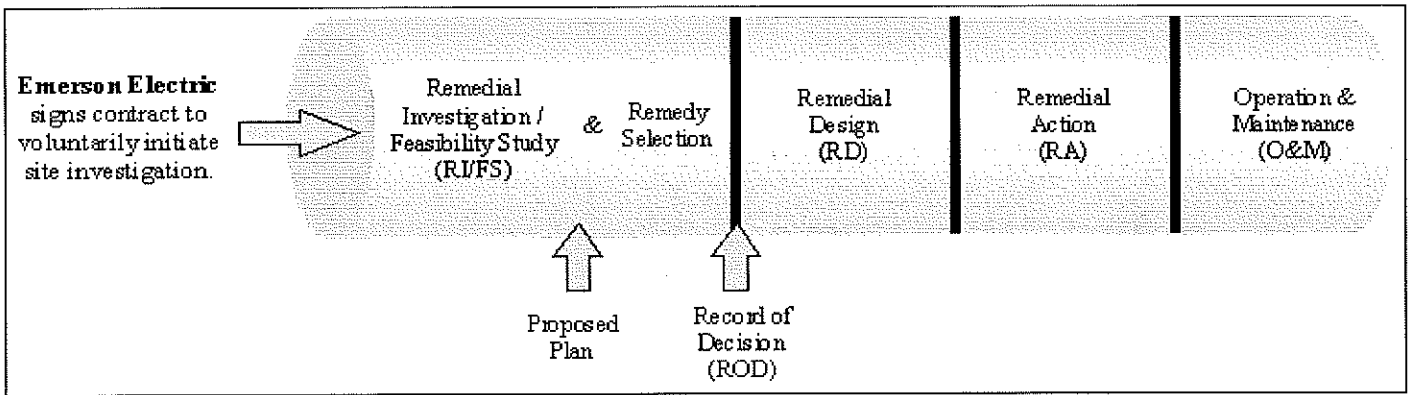 Emerson Electric
signs contract to
voluntarily initiate
site investigation.
Remedial
Investigation /
Feasibility Study
(RI/FS)
&
Remedy
Selection
Remedial
Design
(RD)
Remedial
Action
(RA)
Operation &
Maintenance
(O&M)
Proposed
Plan
Record of
Decision
(ROD)